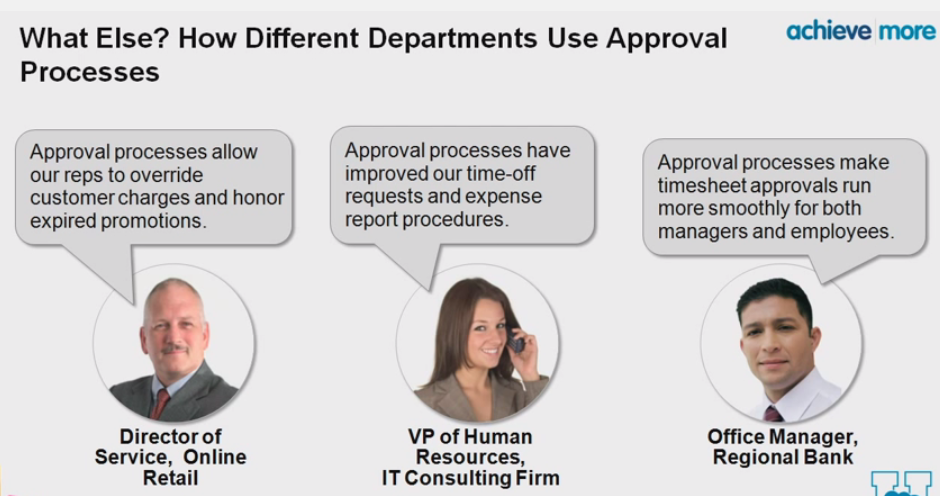 What Else? How Different Departments Use Approval
Processes
achieve more
Approval processes allow
our reps to override
customer charges and honor
expired promotions.
Approval processes have
improved our time-off
requests and expense
report procedures.
Approval processes make
timesheet approvals run
more smoothly for both
managers and employees.
Director of
Service, Online
Retail
VP of Human
Resources,
IT Consulting Firm
Office Manager,
Regional Bank